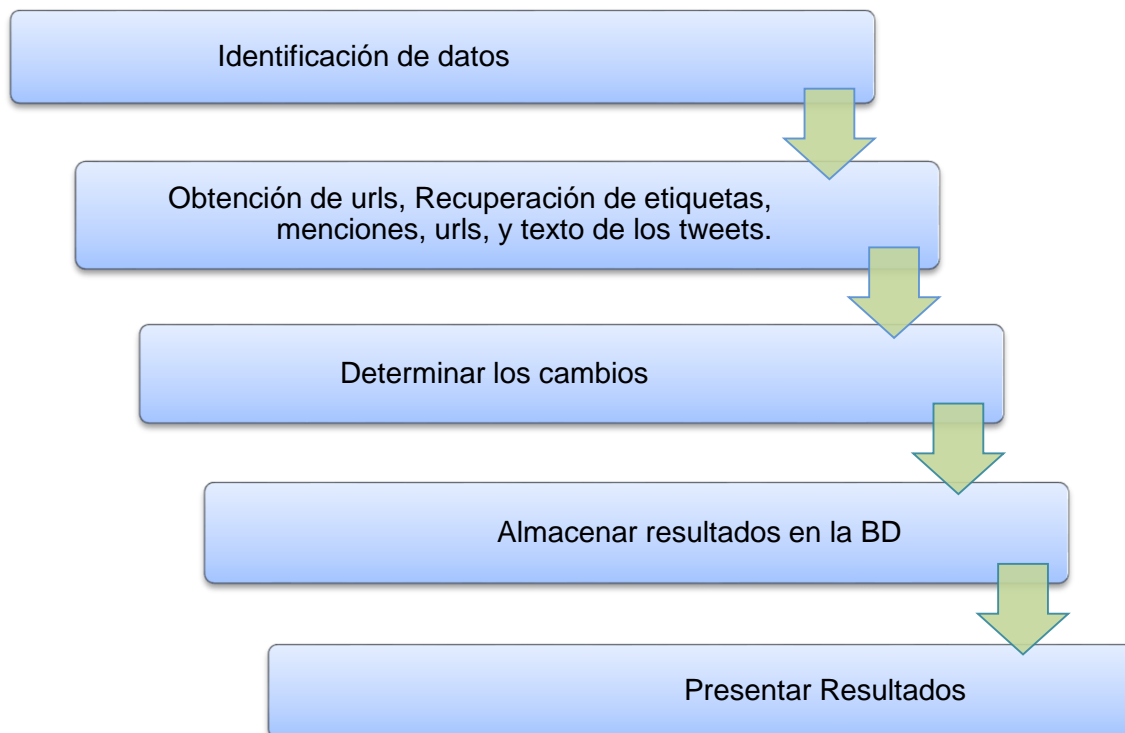 Identificación de datos
Obtención de urls, Recuperación de etiquetas,
menciones, urls, y texto de los tweets.
Determinar los cambios
Almacenar resultados en la BD
Presentar Resultados